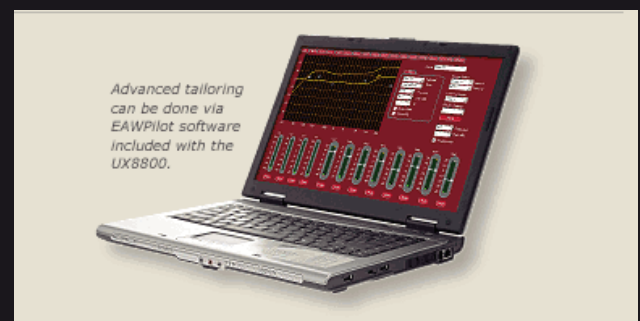 Advanced tailoring
can be done via
EAWPilot software
included with the
UX8800.